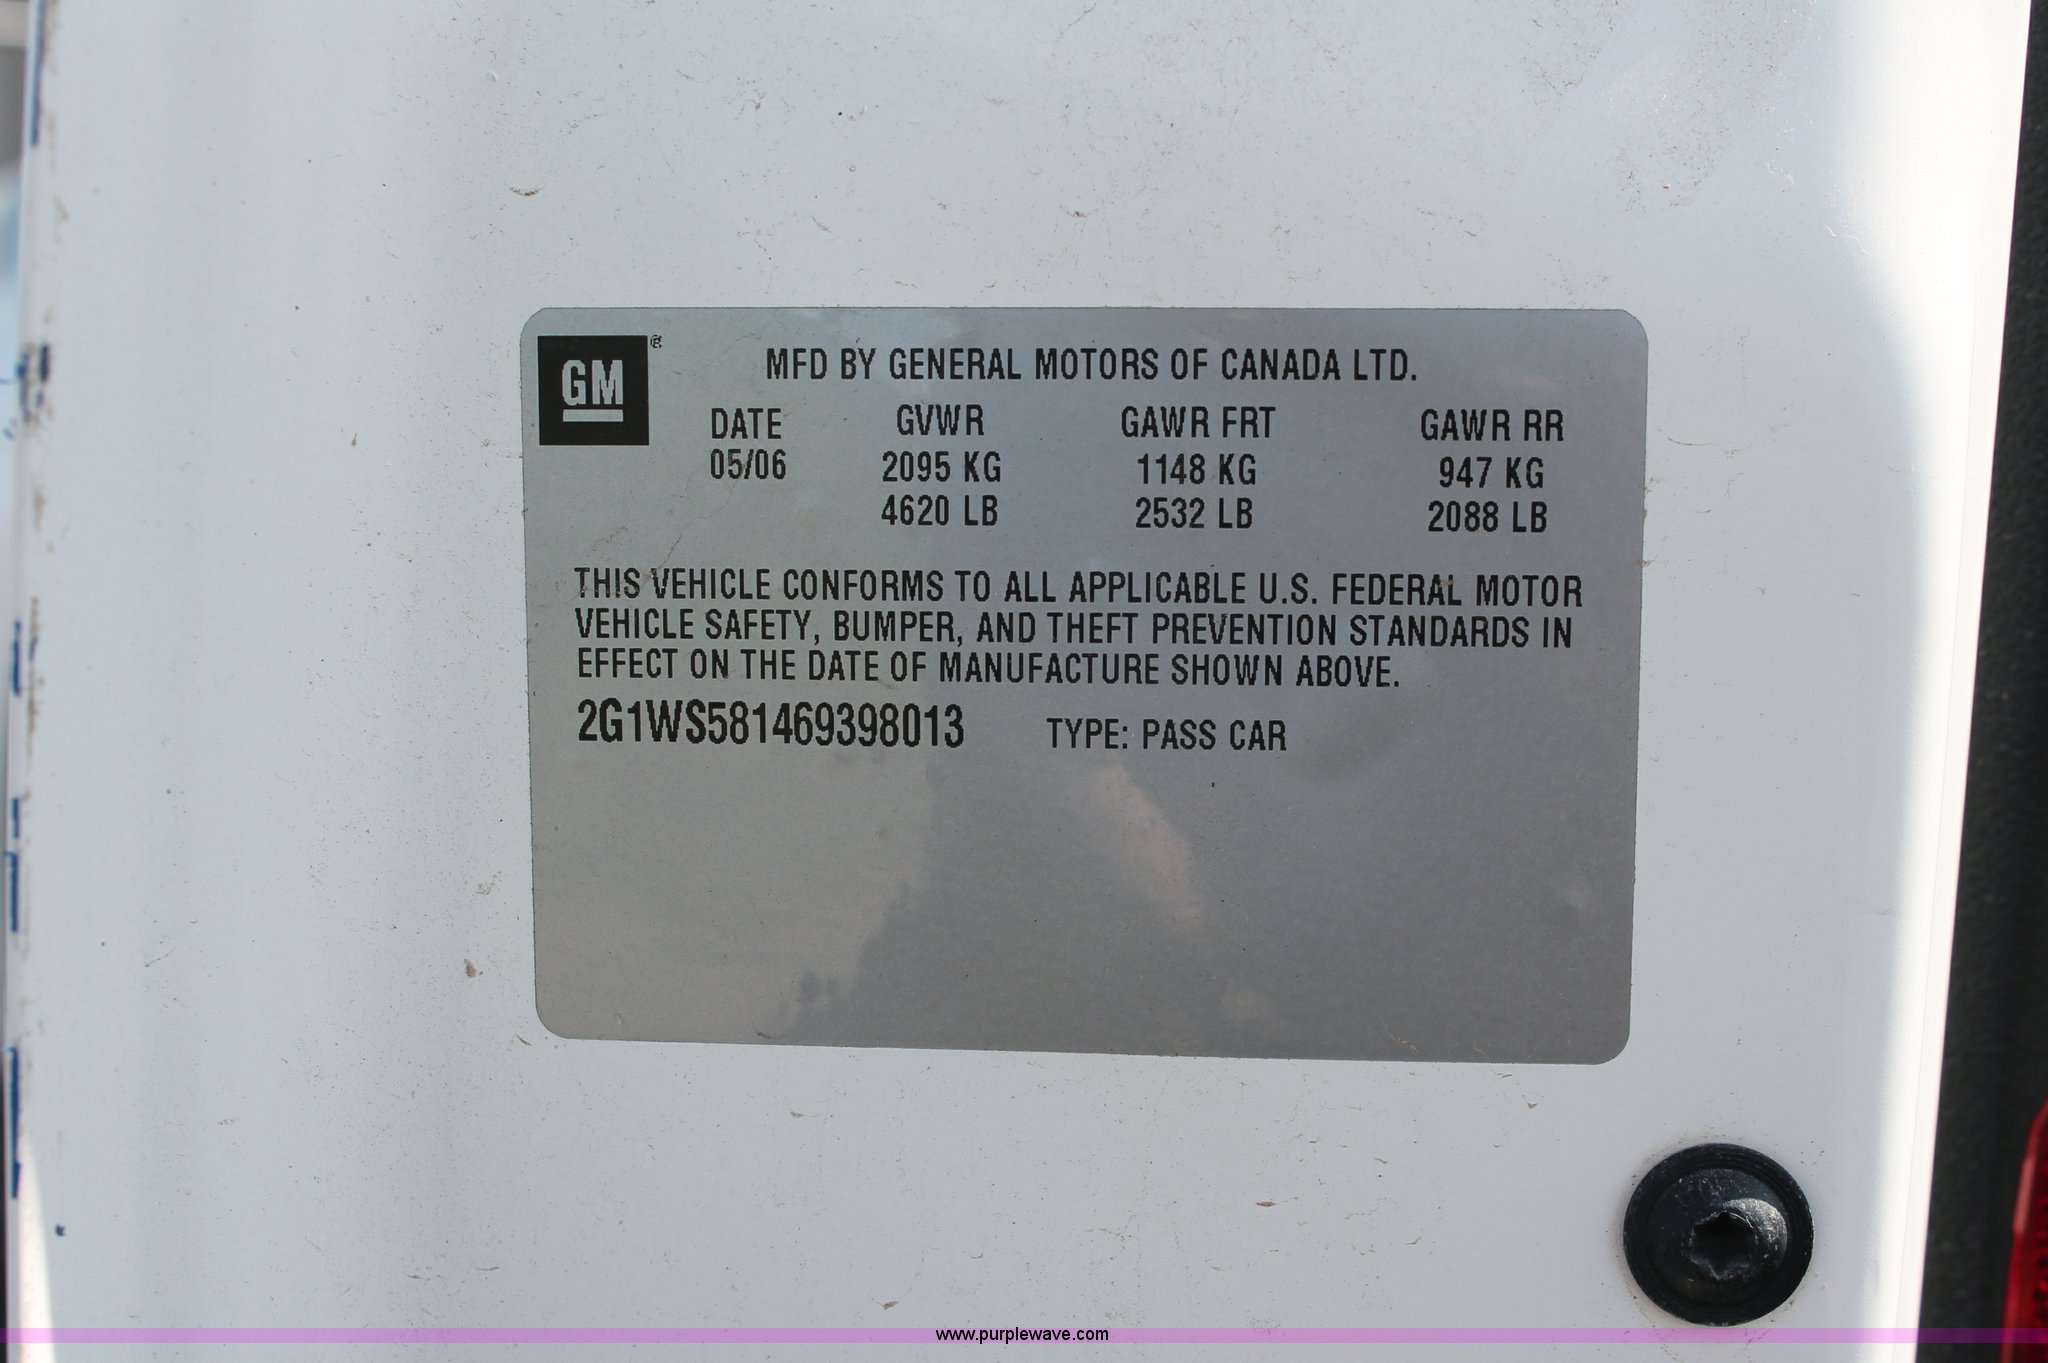 GM®
MFD BY GENERAL MOTORS OF CANADA LTD.
DATE GVWR GAWR FRT GAWR RR
05/06 2095 KG 1148 KG 947 KG
4620 LB 2532 LB 2088 LB
THIS VEHICLE CONFORMS TO ALL APPLICABLE U.S. FEDERAL MOTOR
VEHICLE SAFETY, BUMPER, AND THEFT PREVENTION STANDARDS IN
EFFECT ON THE DATE OF MANUFACTURE SHOWN ABOVE.
2G1WS581469398013 TYPE: PASS CAR
www.purplewave.com